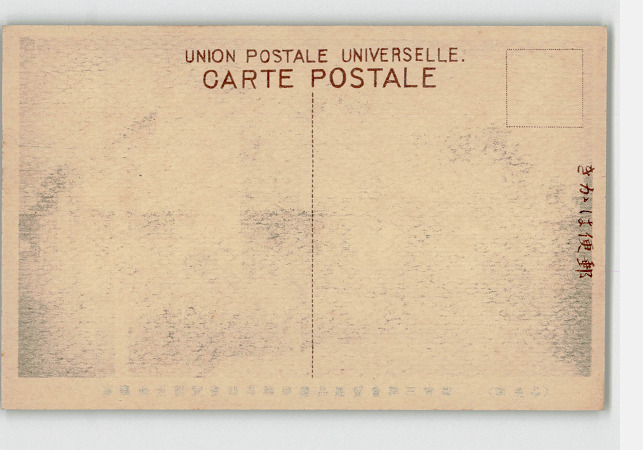 UNION POSTALE UNIVERSELLE.
CARTE POSTALE
きかは便郵